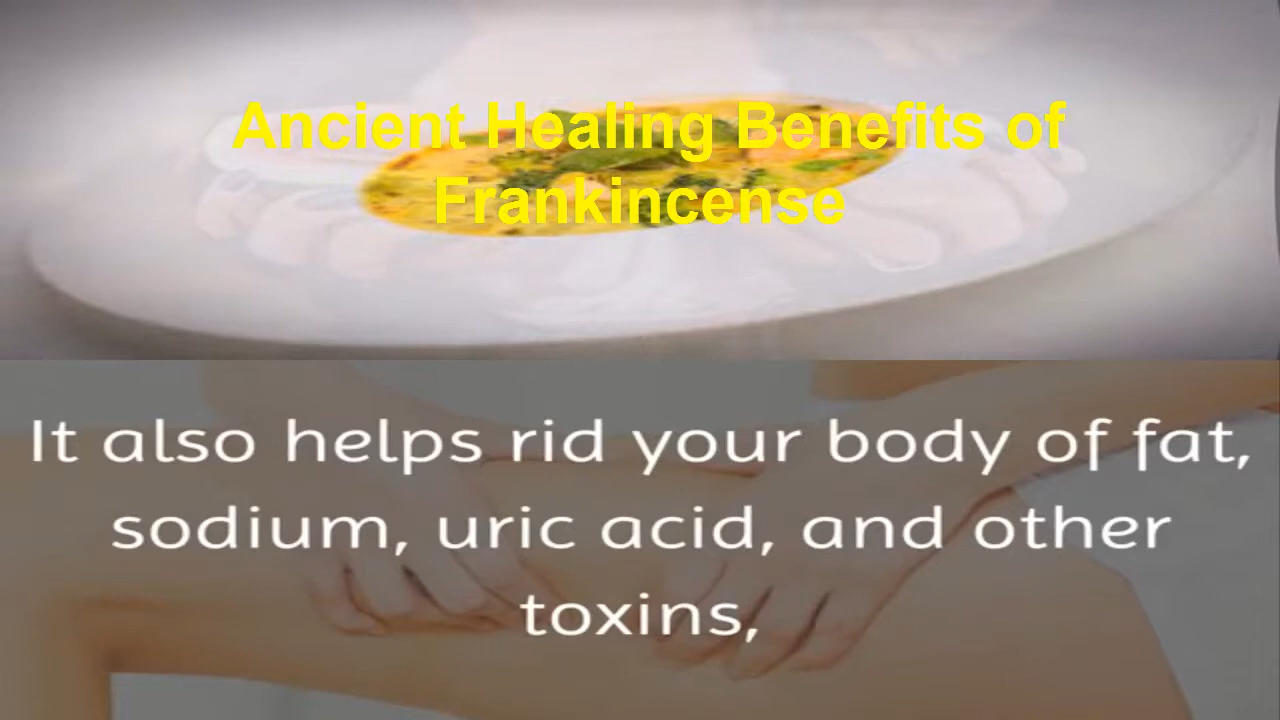 Ancient Healing Benefits of
Frankincense
It also helps rid your body of fat,
sodium, uric acid, and other
toxins,